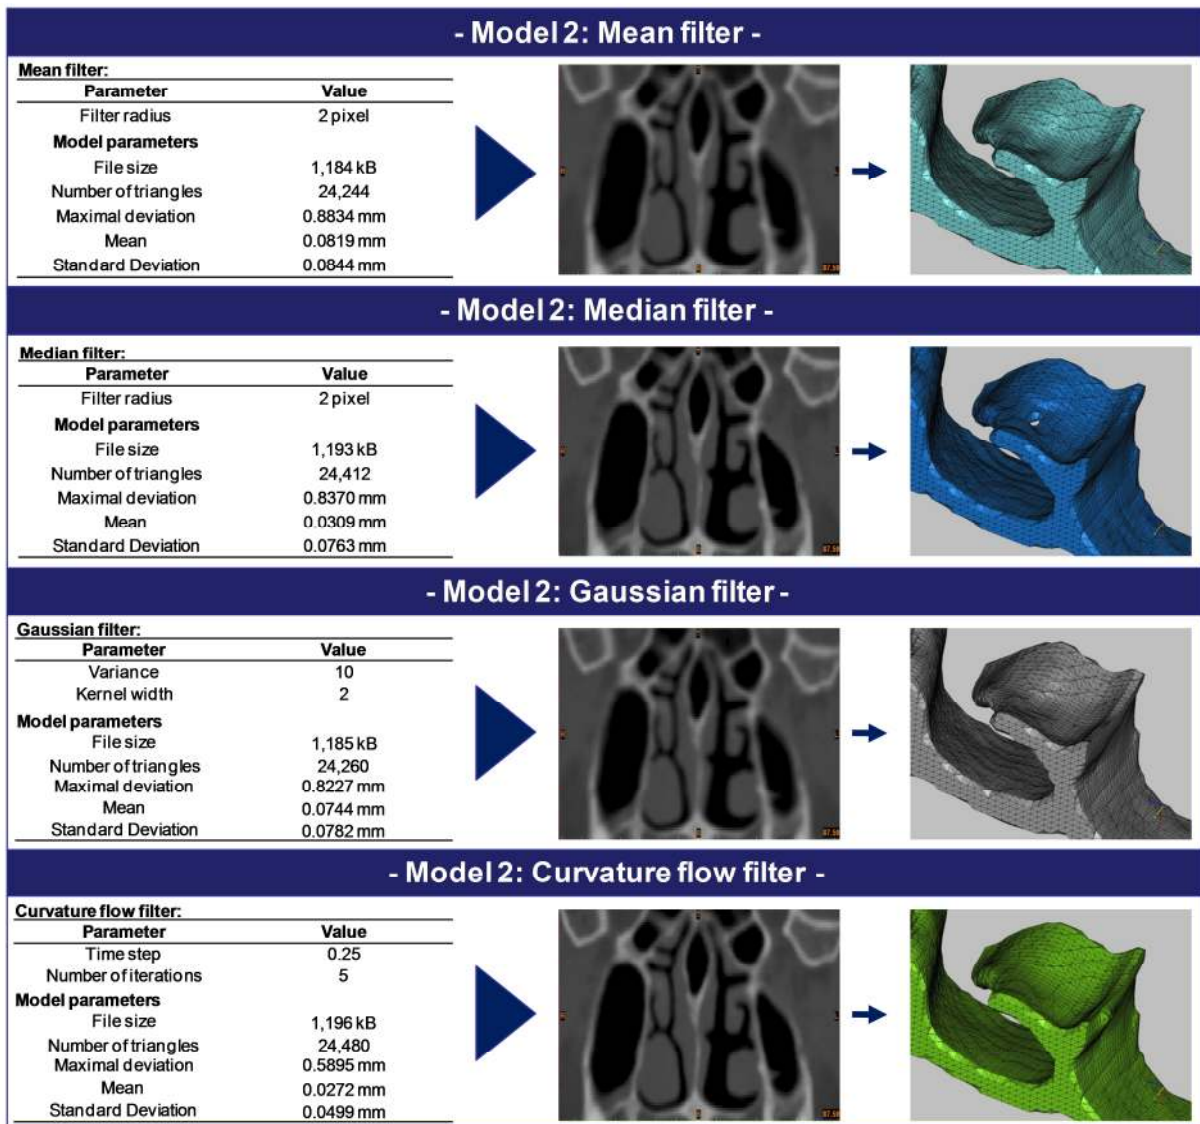 - Model 2: Mean filter -
Mean filter:
Parameter Value
Filter radius 2 pixel
Model parameters
File size 1,184 kB
Number of triangles 24,244
Maximal deviation 0.8834 mm
Mean 0.0819 mm
Standard Deviation 0.0844 mm
87.50
- Model 2: Median filter -
Median filter:
Parameter Value
Filter radius 2 pixel
Model parameters
File size 1,193 kB
Number of triangles 24,412
Maximal deviation 0.8370 mm
Mean 0.0309 mm
Standard Deviation 0.0763 mm
87.50
- Model 2: Gaussian filter -
Gaussian filter:
Parameter Value
Variance 10
Kernel width 2
Model parameters
File size 1,185 kB
Number of triangles 24,260
Maximal deviation 0.8227 mm
Mean 0.0744 mm
Standard Deviation 0.0782 mm
87.50
- Model 2: Curvature flow filter -
Curvature flow filter:
Parameter Value
Time step 0.25
Number of iterations 5
Model parameters
File size 1,196 kB
Number of triangles 24,480
Maximal deviation 0.5895 mm
Mean 0.0272 mm
Standard Deviation 0.0499 mm
87.50